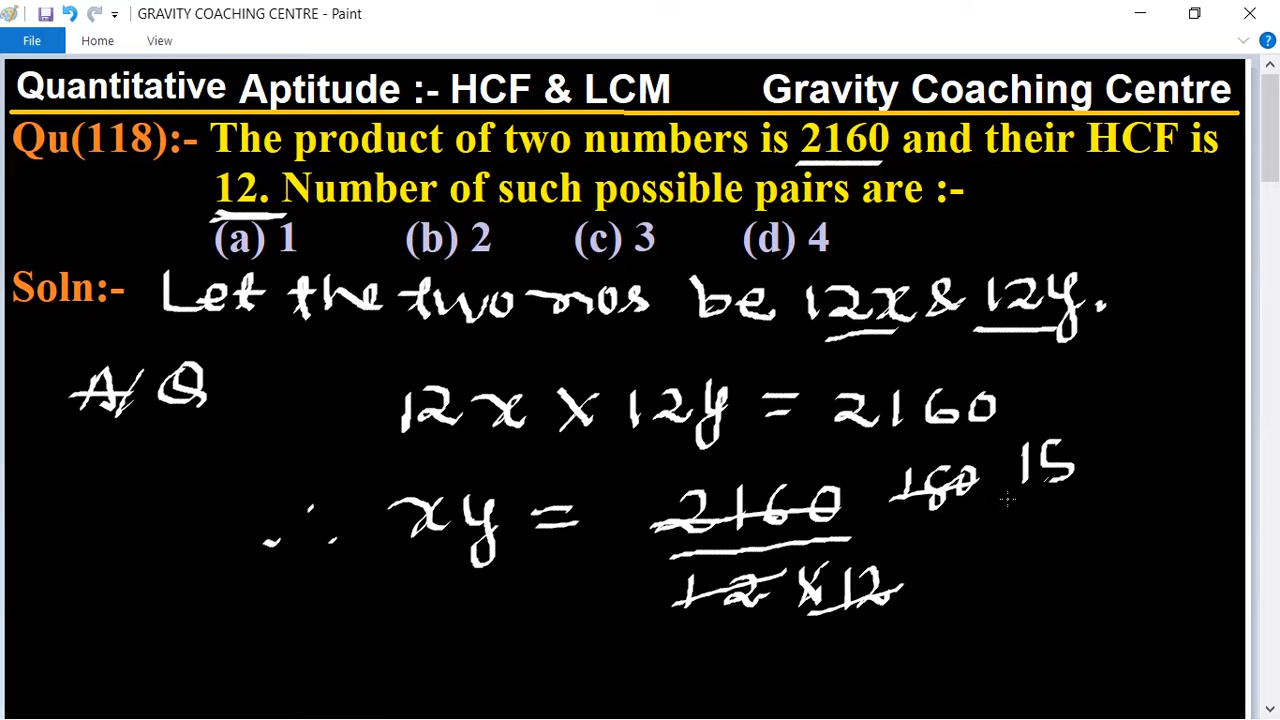 GRAVITY COACHING CENTRE - Paint
File Home View
Quantitative Aptitude :- HCF & LCM Gravity Coaching Centre
Qu(118):- The product of two numbers is 2160 and their HCF is
12. Number of such possible pairs are :-
(a) 1 (b) 2 (c) 3 (d) 4
Soln:- Let the two nos be 12x & 12y.
A/Q 12x × 12y = 2160
∴ xy = 2160 180 15
12 × 12